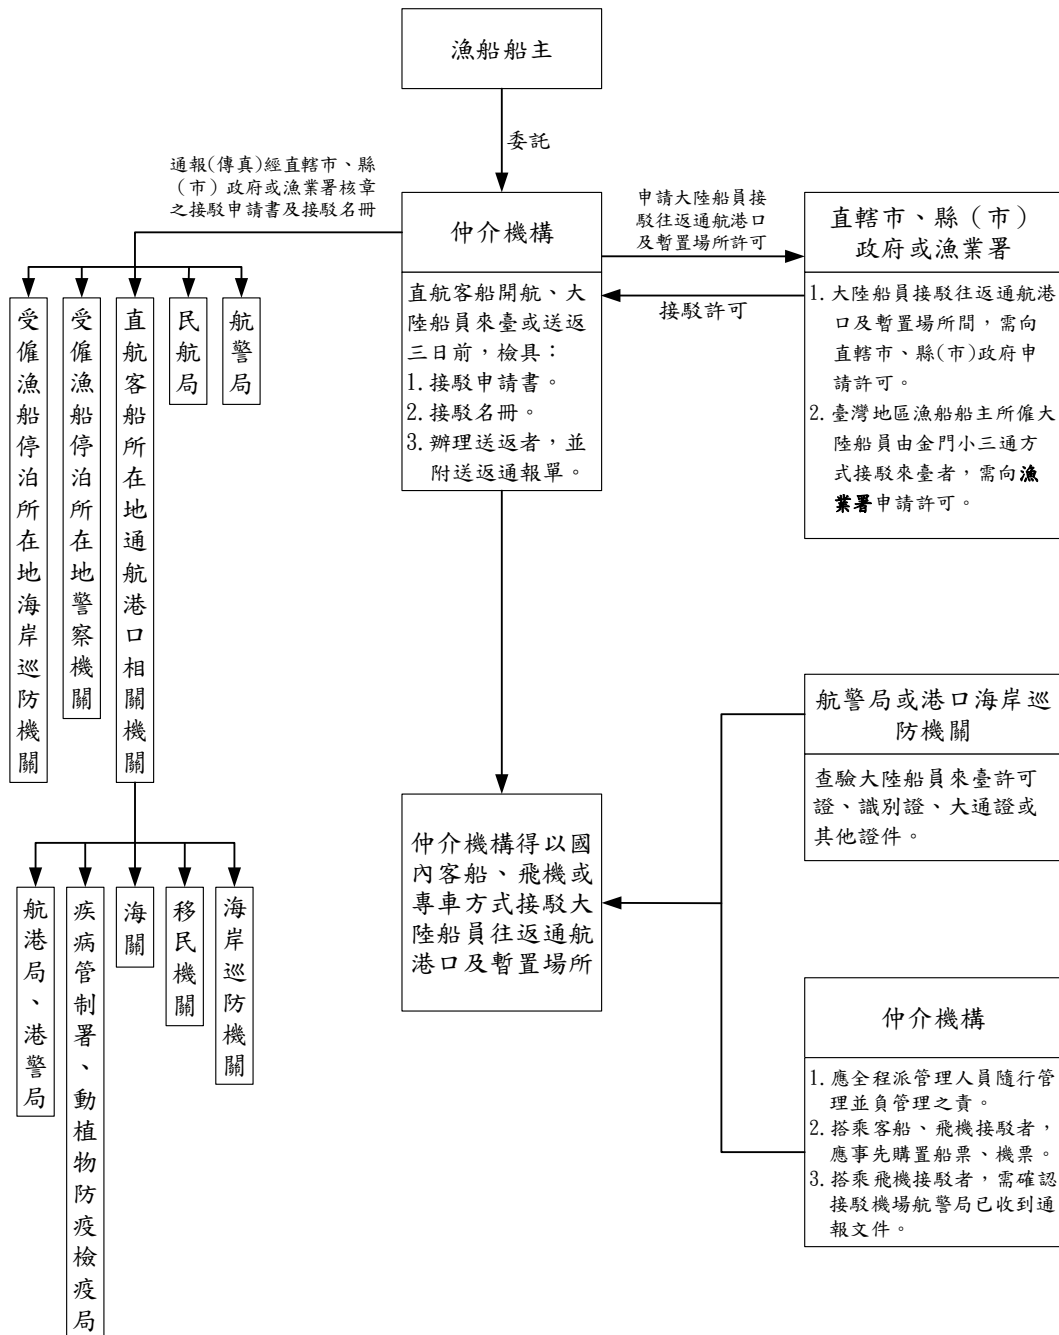 漁船船主
委託
通報(傳真)經直轄市、縣
（市）政府或漁業署核章
之接駁申請書及接駁名冊
仲介機構
直航客船開航、大
陸船員來臺或送返
三日前，檢具：
1.接駁申請書。
2.接駁名冊。
3.辦理送返者，並
附送返通報單。
申請大陸船員接
駁往返通航港口
及暫置場所許可
接駁許可
直轄市、縣（市）
政府或漁業署
1.大陸船員接駁往返通航港
口及暫置場所間，需向
直轄市、縣(市)政府申
請許可。
2.臺灣地區漁船船主所僱大
陸船員由金門小三通方
式接駁來臺者，需向漁
業署申請許可。
受僱漁船停泊所在地海岸巡防機關
受僱漁船停泊所在地警察機關
直航客船所在地通航港口相關機關
民航局
航警局
航港局、港警局
疾病管制署、動植物防疫檢疫局
海關
移民機關
海岸巡防機關
仲介機構得以國
內客船、飛機或
專車方式接駁大
陸船員往返通航
港口及暫置場所
航警局或港口海岸巡
防機關
查驗大陸船員來臺許可
證、識別證、大通證或
其他證件。
仲介機構
1.應全程派管理人員隨行管
理並負管理之責。
2.搭乘客船、飛機接駁者，
應事先購置船票、機票。
3.搭乘飛機接駁者，需確認
接駁機場航警局已收到通
報文件。